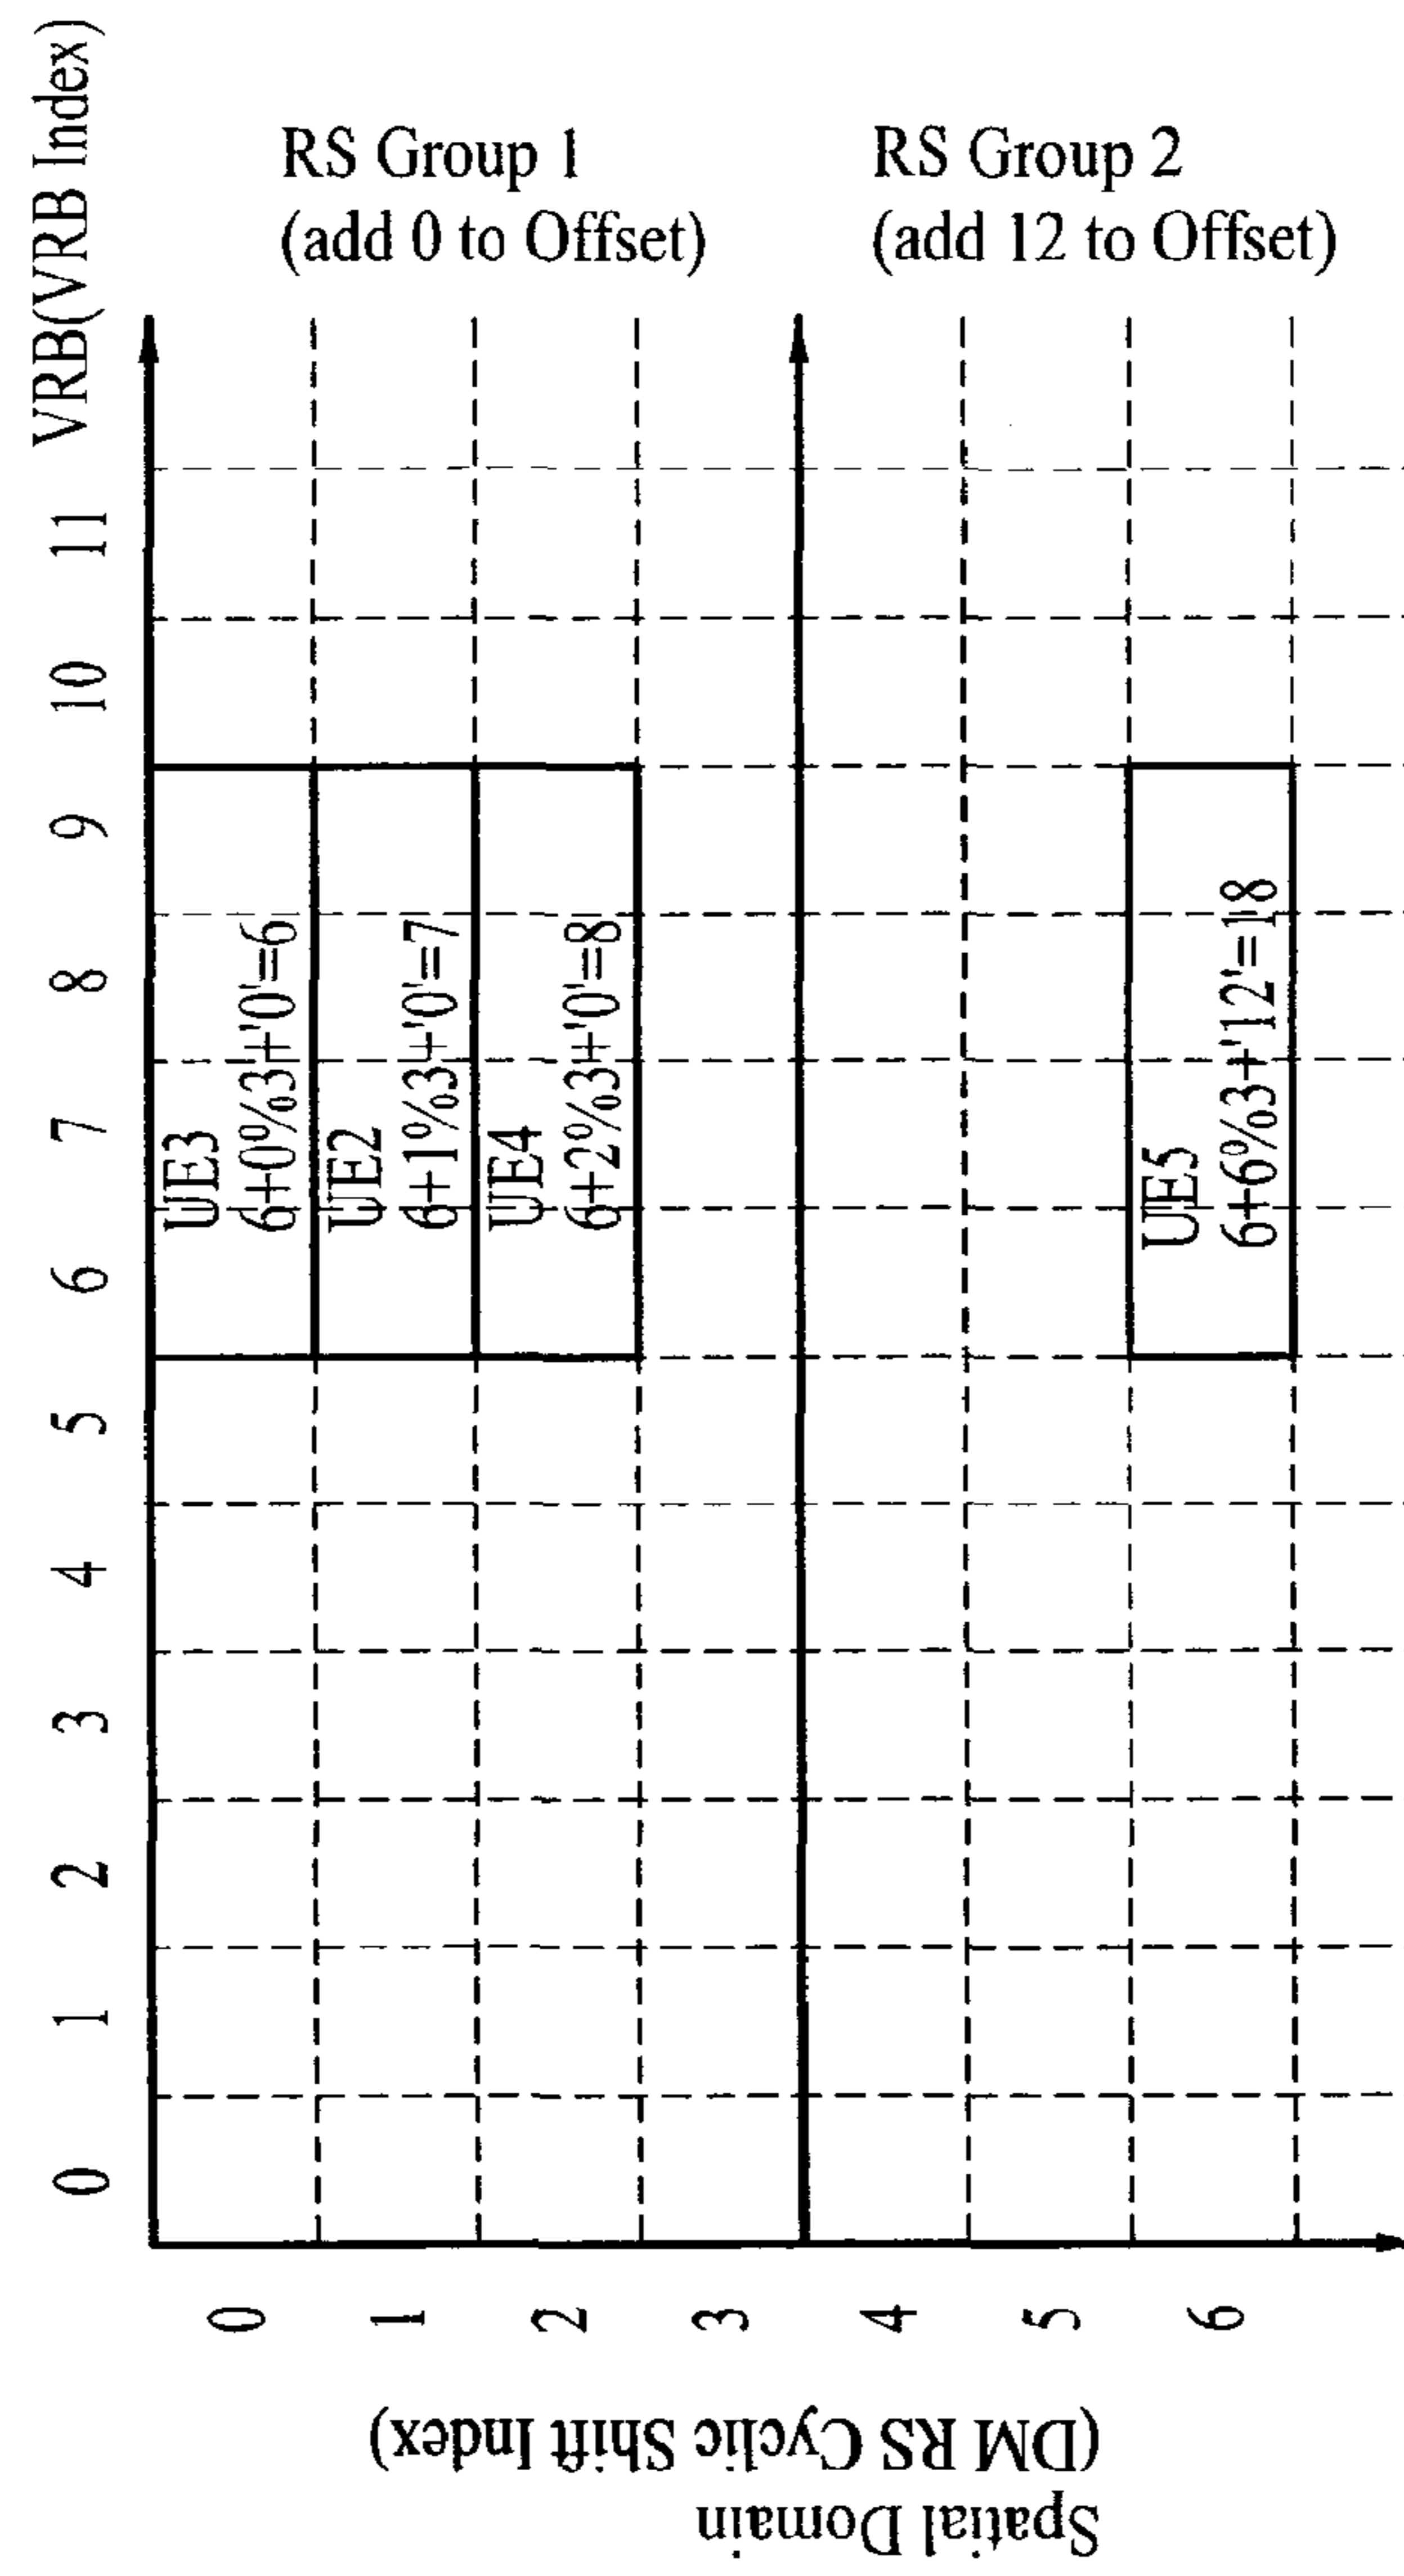 0 1 2 3 4 5 6 7 8 9 10 11 VRB(VRB Index)
Spatial Domain
(DM RS Cyclic Shift Index)
0
1
2
3
4
5
6
UE3
6+0%3+'0'=6
UE2
6+1%3+'0'=7
UE4
6+2%3+'0'=8
UE5
6+6%3+'12'=18
RS Group 1
(add 0 to Offset)
RS Group 2
(add 12 to Offset)